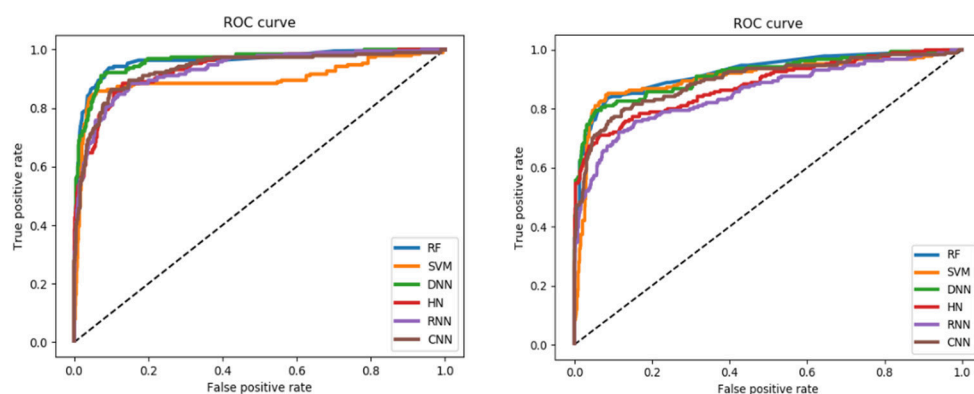 ROC curve
True positive rate
1.0
0.8
0.6
0.4
0.2
0.0
RF
SVM
DNN
HN
RNN
CNN
0.0 0.2 0.4 0.6 0.8 1.0
False positive rate
ROC curve
True positive rate
1.0
0.8
0.6
0.4
0.2
0.0
RF
SVM
DNN
HN
RNN
CNN
0.0 0.2 0.4 0.6 0.8 1.0
False positive rate